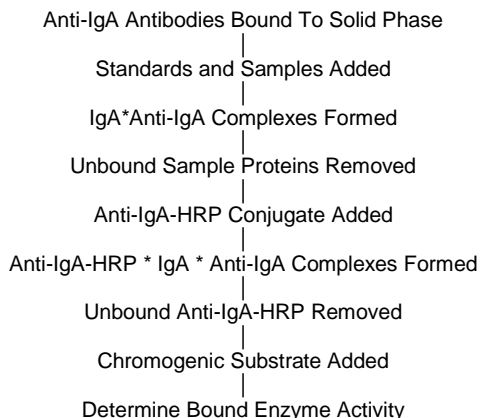 Anti-IgA Antibodies Bound To Solid Phase
Standards and Samples Added
IgA*Anti-IgA Complexes Formed
Unbound Sample Proteins Removed
Anti-IgA-HRP Conjugate Added
Anti-IgA-HRP * IgA * Anti-IgA Complexes Formed
Unbound Anti-IgA-HRP Removed
Chromogenic Substrate Added
Determine Bound Enzyme Activity